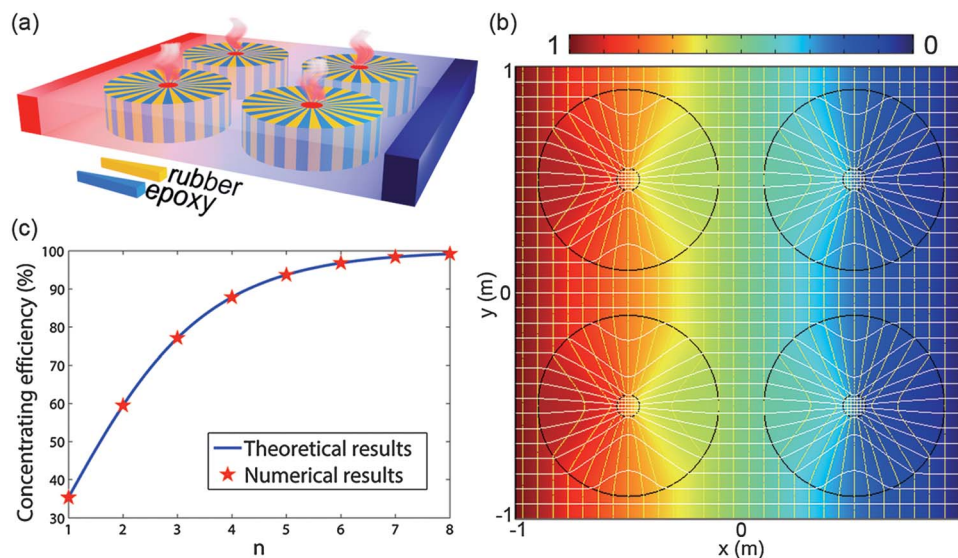 (a)
rubber
epoxy
(b)
1
0
1
y (m)
0
-1
-1
0
x (m)
(c)
Concentrating efficiency (%)
100
90
80
70
60
50
40
30
Theoretical results
Numerical results
1 2 3 4 5 6 7 8
n